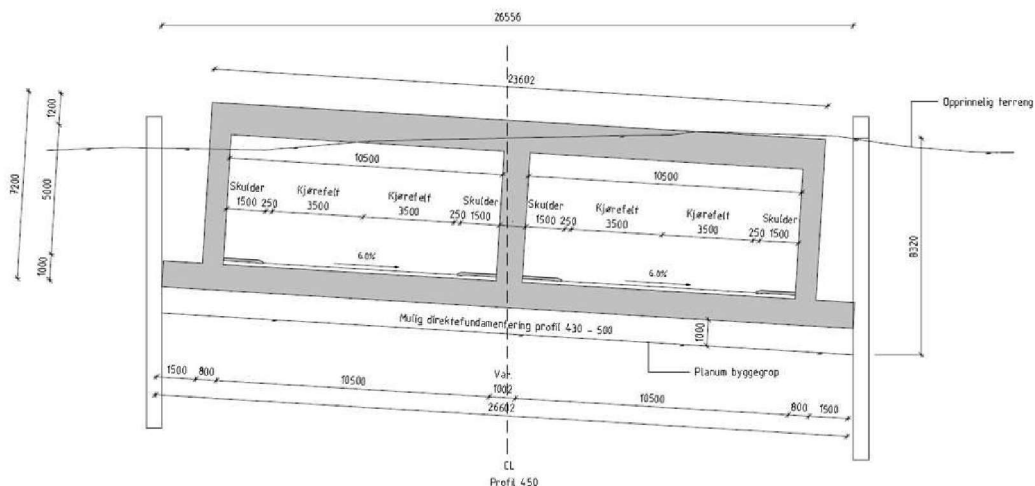 26556
23602
Opprinnelig terreng
1200
5000
7200
1000
10500
10500
Skulder Kjørefelt Kjørefelt Skulder Skulder Kjørefelt Kjørefelt Skulder
1500 250 3500 3500 250 1500 1500 250 3500 3500 250 1500
6.0%
6.0%
8320
Mulig direktefundamentering profil 430 - 500
1000
Planum byggegrop
Var.
1500 800 10500 1002 10500 800 1500
26602
CL
Profil 450